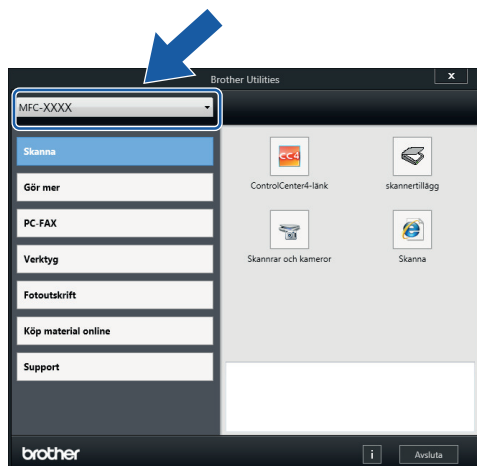 Brother Utilities
x
MFC-XXXX
Skanna
Gör mer
PC-FAX
Verktyg
Fotoutskrift
Köp material online
Support
CC4
ControlCenter4-länk
skannertillägg
Skannrar och kameror
Skanna
brother
i
Avsluta